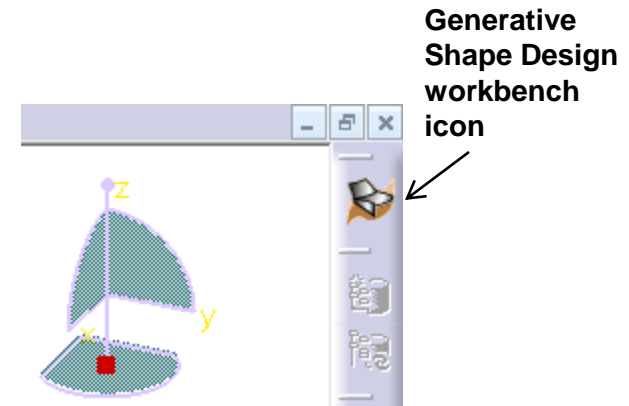 Generative
Shape Design
workbench
icon
z
y
x